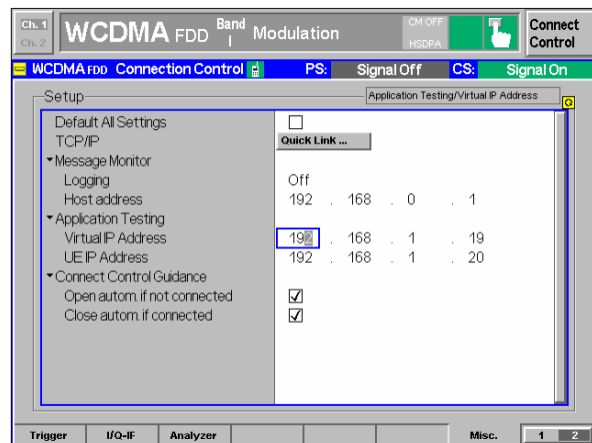 Ch. 1
Ch. 2
WCDMA FDD Band I Modulation
CM OFF
HSDPA
Connect Control
WCDMA FDD Connection Control PS: Signal Off CS: Signal On
Setup
Application Testing/Virtual IP Address
Default All Settings
TCP/IP Quick Link ...
Message Monitor
Logging Off
Host address 192 . 168 . 0 . 1
Application Testing
Virtual IP Address 192 . 168 . 1 . 19
UE IP Address 192 . 168 . 1 . 20
Connect Control Guidance
Open autom. if not connected
Close autom. if connected
Trigger I/Q-IF Analyzer Misc. 1 2